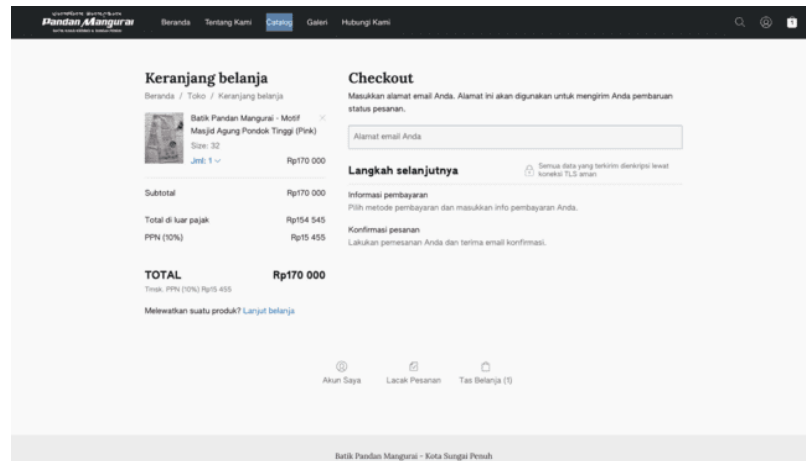 Pandan Mangurai
Beranda
Tentang Kami
Catalog
Galeri
Hubungi Kami
1
Keranjang belanja
Beranda / Toko / Keranjang belanja
Batik Pandan Mangurai - Motif
Masjid Agung Pondok Tinggi (Pink)
Size: 32
Jml: 1
Rp170 000
Subtotal
Rp170 000
Total di luar pajak
Rp154 545
PPN (10%)
Rp15 455
TOTAL
Rp170 000
Tmsk. PPN (10%) Rp15 455
Melewatkan suatu produk? Lanjut belanja
Checkout
Masukkan alamat email Anda. Alamat ini akan digunakan untuk mengirim Anda pembaruan
status pesanan.
Alamat email Anda
Langkah selanjutnya
Semua data yang terkirim dienkripsi lewat
koneksi TLS aman
Informasi pembayaran
Pilih metode pembayaran dan masukkan info pembayaran Anda.
Konfirmasi pesanan
Lakukan pemesanan Anda dan terima email konfirmasi.
Akun Saya
Lacak Pesanan
Tas Belanja (1)
Batik Pandan Mangurai - Kota Sungai Penuh